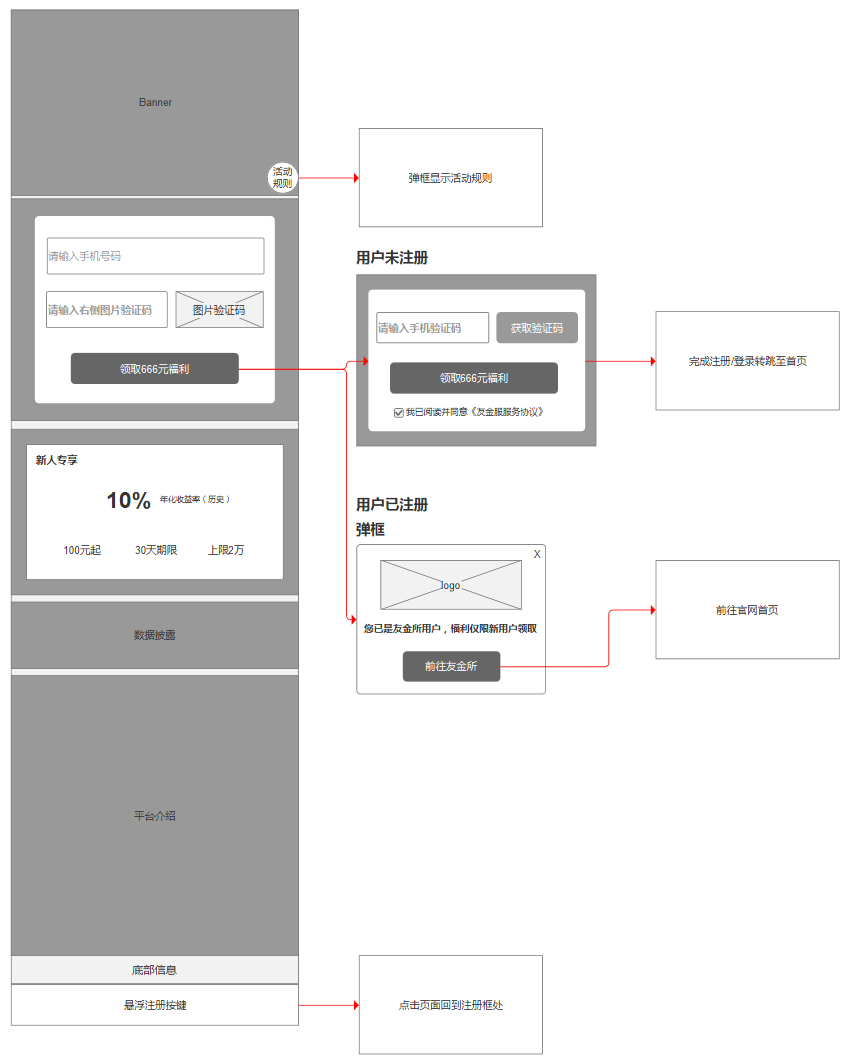 Banner
活动
规则
弹框显示活动规则
请输入手机号码
请输入右侧图片验证码
图片验证码
领取666元福利
用户未注册
请输入手机验证码
获取验证码
领取666元福利
我已阅读并同意《友金服服务协议》
完成注册/登录转跳至首页
新人专享
10%
年化收益率（历史）
100元起
30天期限
上限2万
用户已注册
弹框
X
logo
您已是友金所用户，福利仅限新用户领取
前往友金所
前往官网首页
数据披露
平台介绍
底部信息
悬浮注册按键
点击页面回到注册框处